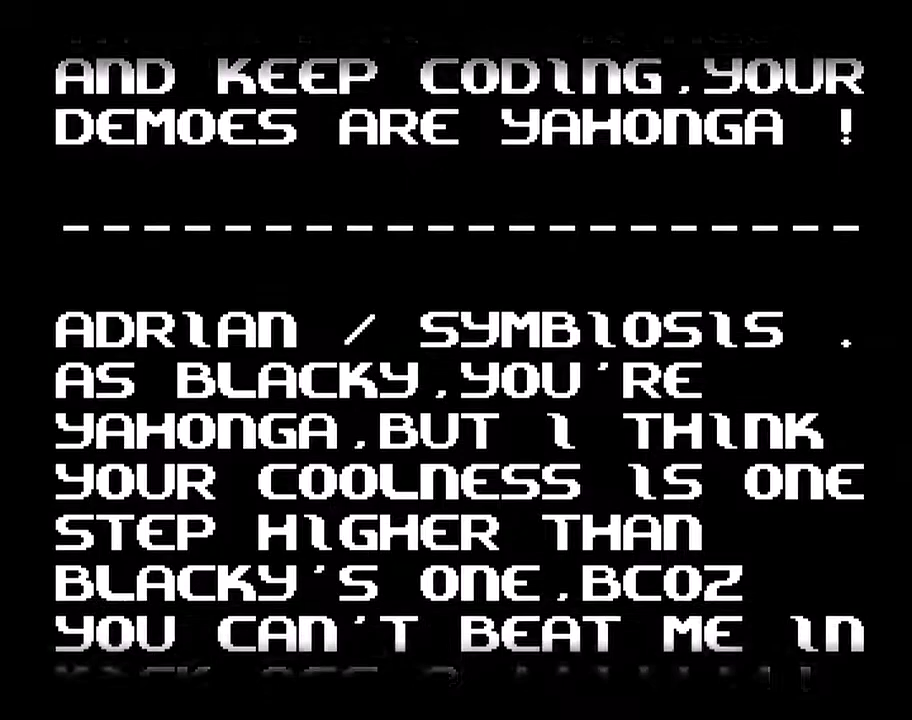 AND KEEP CODING,YOUR
DEMOES ARE YAHONGA !
--------------------
ADRIAN / SYMBIOSIS .
AS BLACKY,YOU'RE
YAHONGA,BUT I THINK
YOUR COOLNESS IS ONE
STEP HIGHER THAN
BLACKY'S ONE,BCOZ
YOU CAN'T BEAT ME IN